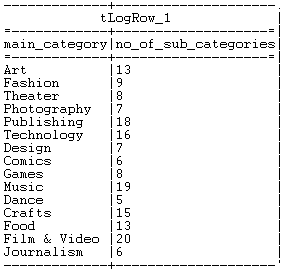 tLogRow_1
main_category|no_of_sub_categories
Art |13
Fashion |9
Theater |8
Photography |7
Publishing |18
Technology |16
Design |7
Comics |6
Games |8
Music |19
Dance |5
Crafts |15
Food |13
Film & Video |20
Journalism |6